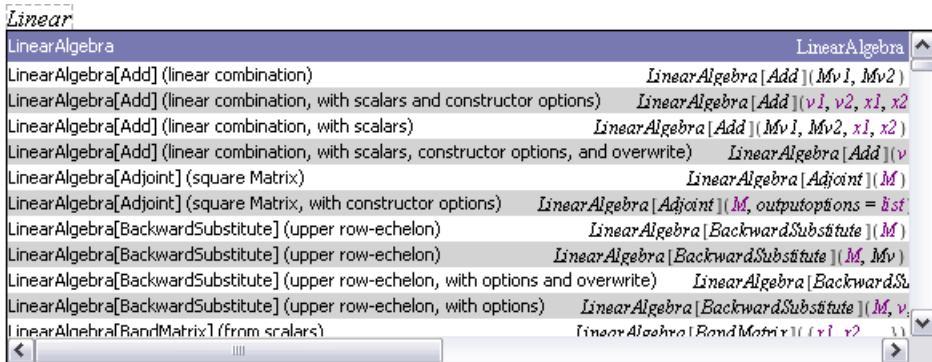 Linear
LinearAlgebra LinearAlgebra
LinearAlgebra[Add] (linear combination) LinearAlgebra[Add](Mv1, Mv2)
LinearAlgebra[Add] (linear combination, with scalars and constructor options) LinearAlgebra[Add](v1, v2, x1, x2
LinearAlgebra[Add] (linear combination, with scalars) LinearAlgebra[Add](Mv1, Mv2, x1, x2)
LinearAlgebra[Add] (linear combination, with scalars, constructor options, and overwrite) LinearAlgebra[Add](v
LinearAlgebra[Adjoint] (square Matrix) LinearAlgebra[Adjoint](M)
LinearAlgebra[Adjoint] (square Matrix, with constructor options) LinearAlgebra[Adjoint](M, outputoptions = list
LinearAlgebra[BackwardSubstitute] (upper row-echelon) LinearAlgebra[BackwardSubstitute](M)
LinearAlgebra[BackwardSubstitute] (upper row-echelon) LinearAlgebra[BackwardSubstitute](M, Mv)
LinearAlgebra[BackwardSubstitute] (upper row-echelon, with options and overwrite) LinearAlgebra[BackwardSu
LinearAlgebra[BackwardSubstitute] (upper row-echelon, with options) LinearAlgebra[BackwardSubstitute](M, v,
LinearAlgebra[BandMatrix] (from scalars) LinearAlgebra[BandMatrix]